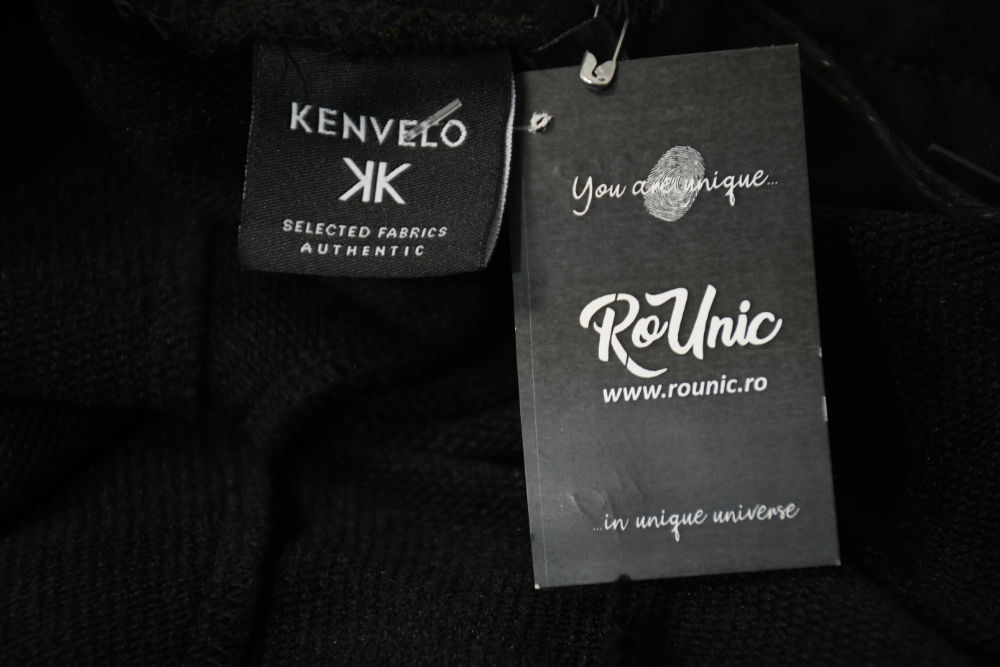 KENVELO
KK
SELECTED FABRICS
AUTHENTIC
You are unique...
RoUnic
www.rounic.ro
...in unique universe